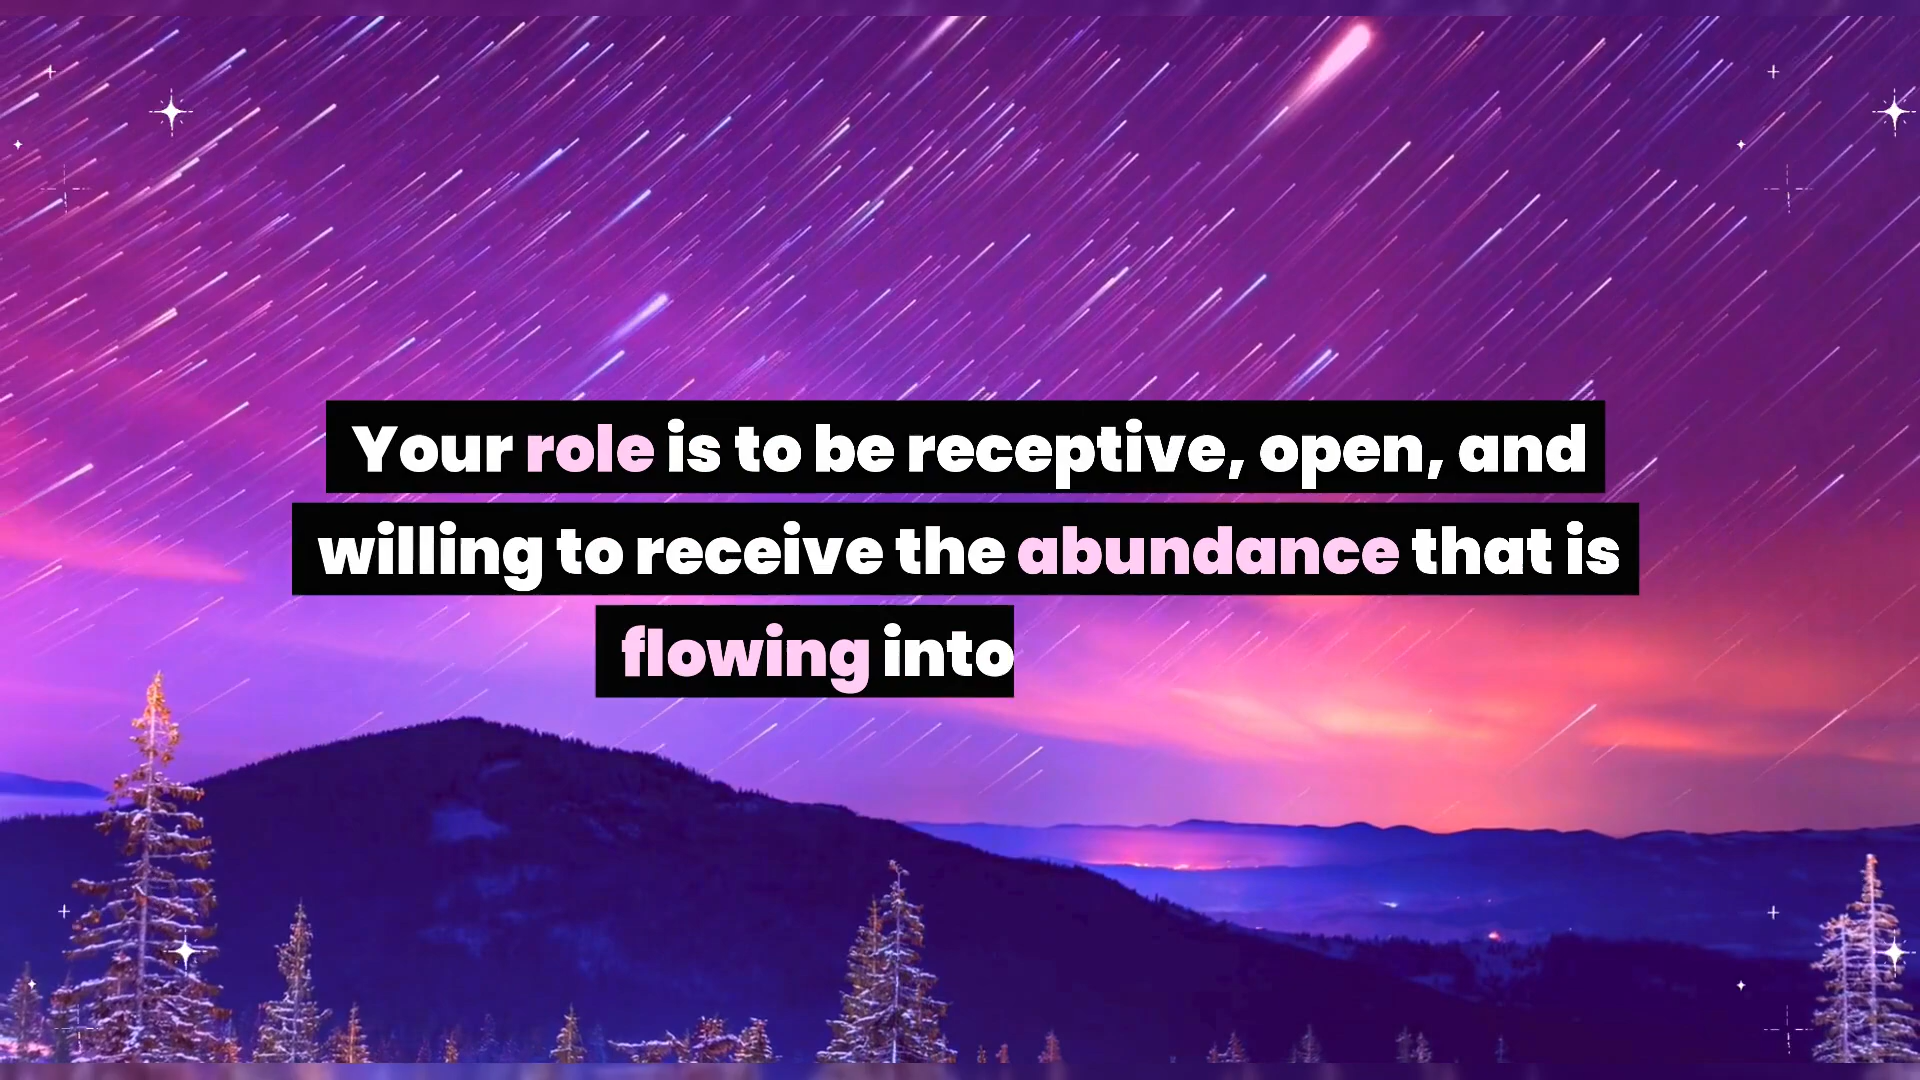 Your role is to be receptive, open, and
willing to receive the abundance that is
flowing into